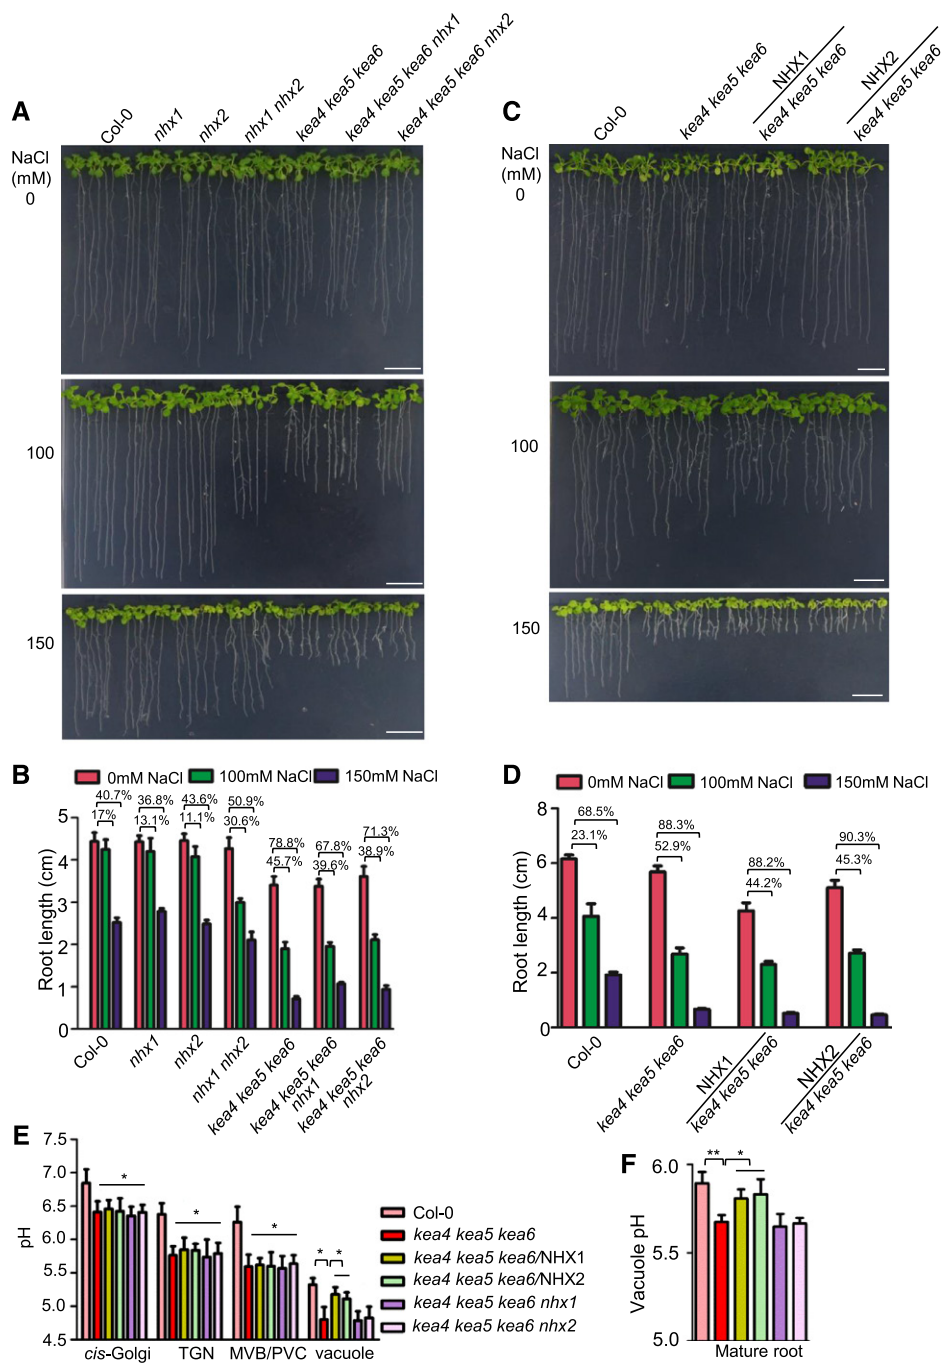 A
Col-0
nhx1
nhx2
nhx1 nhx2
kea4 kea5 kea6
kea4 kea5 kea6 nhx1
kea4 kea5 kea6 nhx2
NaCl
(mM)
0
100
150
C
Col-0
kea4 kea5 kea6
NHX1
kea4 kea5 kea6
NHX2
kea4 kea5 kea6
NaCl
(mM)
0
100
150
B
0mM NaCl 100mM NaCl 150mM NaCl
Root length (cm)
5
4
3
2
1
0
40.7%
17%
36.8%
13.1%
43.6%
11.1%
50.9%
30.6%
78.8%
45.7%
67.8%
39.6%
71.3%
38.9%
Col-0
nhx1
nhx2
nhx1 nhx2
kea4 kea5 kea6
kea4 kea5 kea6
nhx1
kea4 kea5 kea6
nhx2
D
0mM NaCl 100mM NaCl 150mM NaCl
Root length (cm)
8
6
4
2
0
68.5%
23.1%
88.3%
52.9%
88.2%
44.2%
90.3%
45.3%
Col-0
kea4 kea5 kea6
NHX1
kea4 kea5 kea6
NHX2
kea4 kea5 kea6
E
pH
7.5
6.5
6.0
5.5
5.0
4.5
*
*
*
* *
cis-Golgi TGN MVB/PVC vacuole
Col-0
kea4 kea5 kea6
kea4 kea5 kea6/NHX1
kea4 kea5 kea6/NHX2
kea4 kea5 kea6 nhx1
kea4 kea5 kea6 nhx2
F
Vacuole pH
6.0
5.5
5.0
** *
Mature root